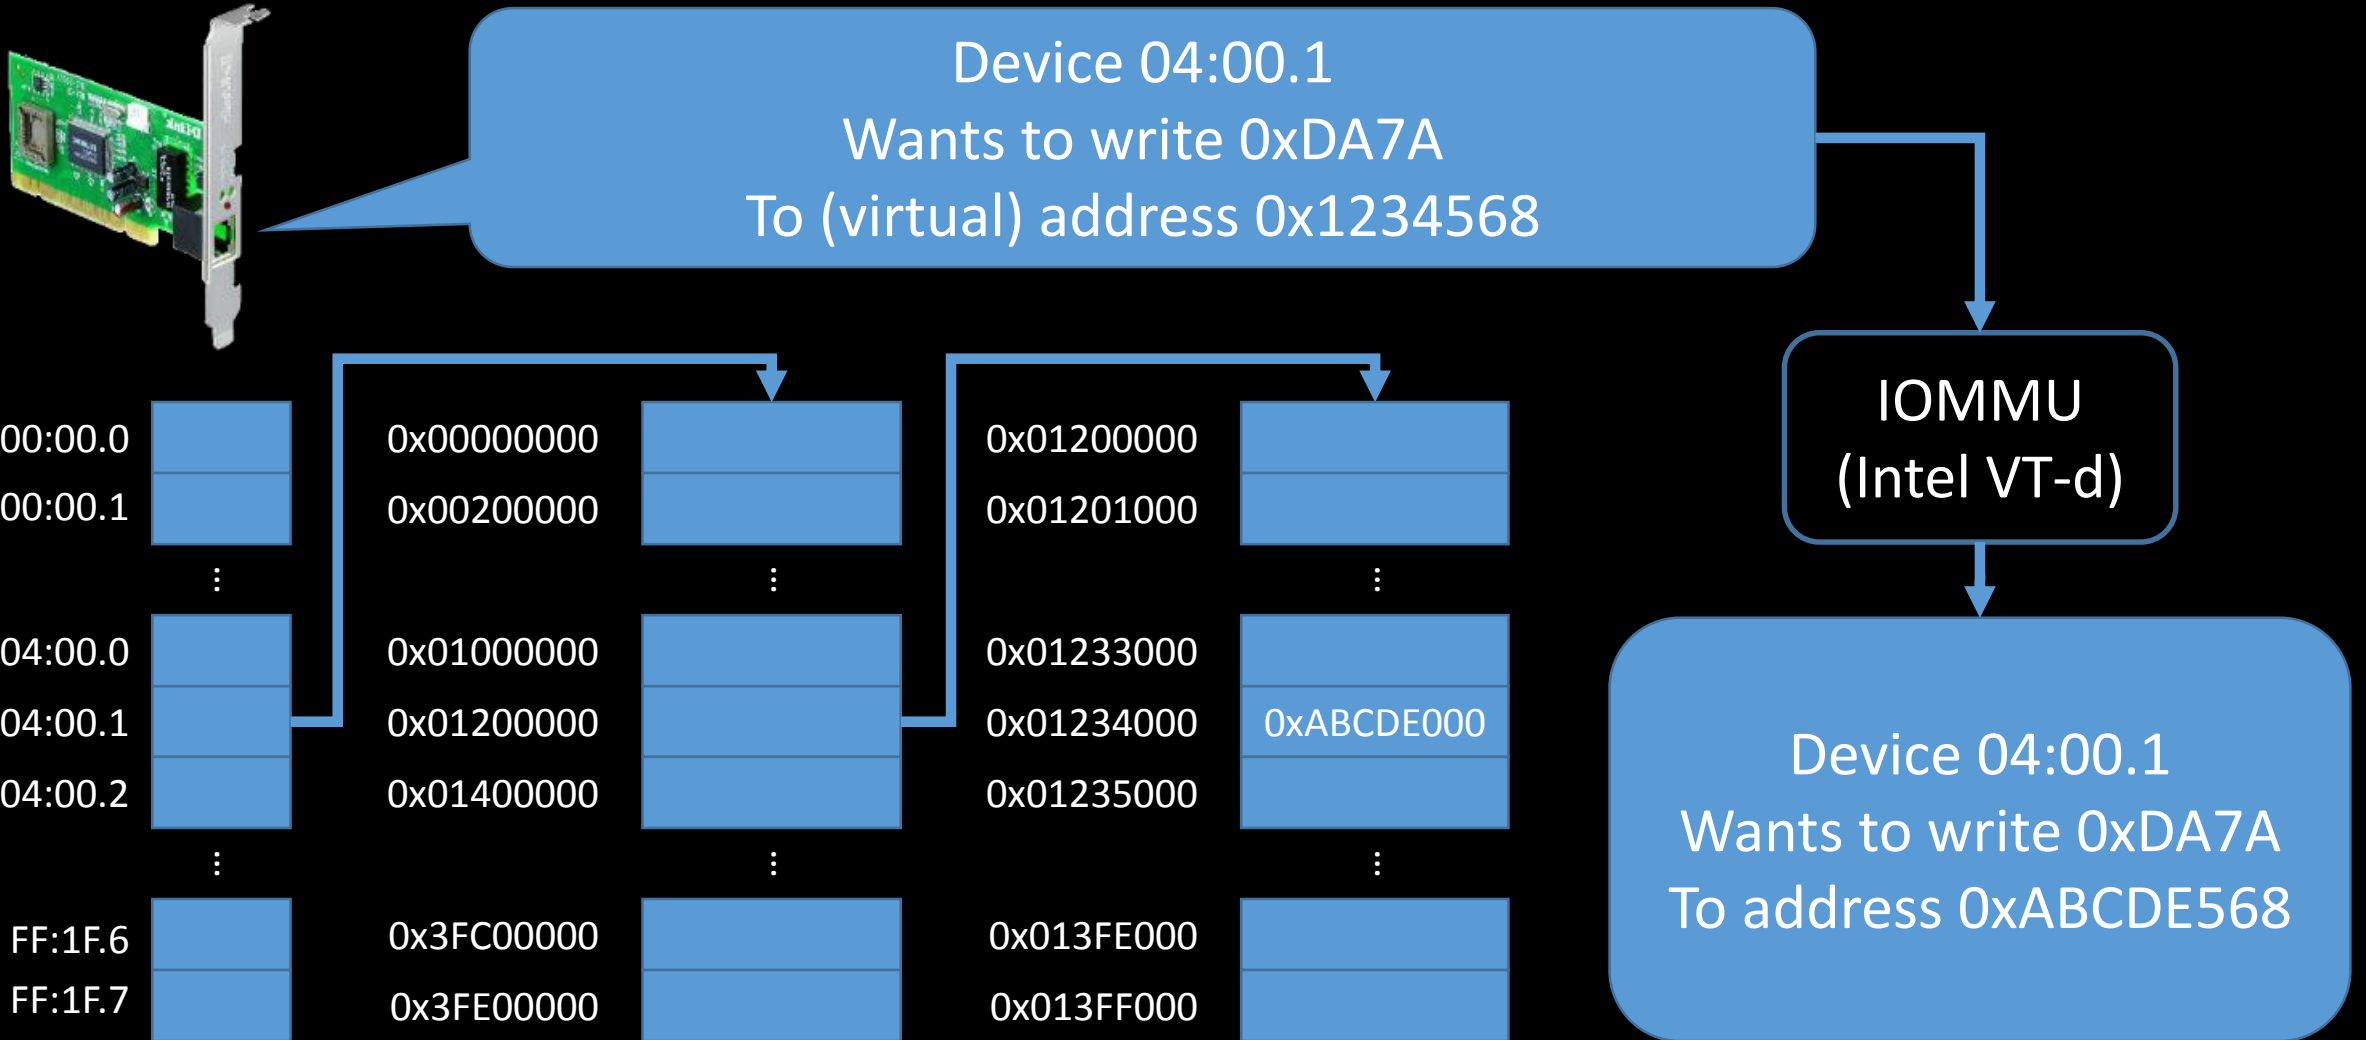 Device 04:00.1
Wants to write 0xDA7A
To (virtual) address 0x1234568
D-Link
IOMMU
(Intel VT-d)
00:00.0
0x00000000
0x01200000
00:00.1
0x00200000
0x01201000
04:00.0
0x01000000
0x01233000
04:00.1
0x01200000
0x01234000
0xABCDE000
04:00.2
0x01400000
0x01235000
FF:1F.6
0x3FC00000
0x013FE000
FF:1F.7
0x3FE00000
0x013FF000
Device 04:00.1
Wants to write 0xDA7A
To address 0xABCDE568